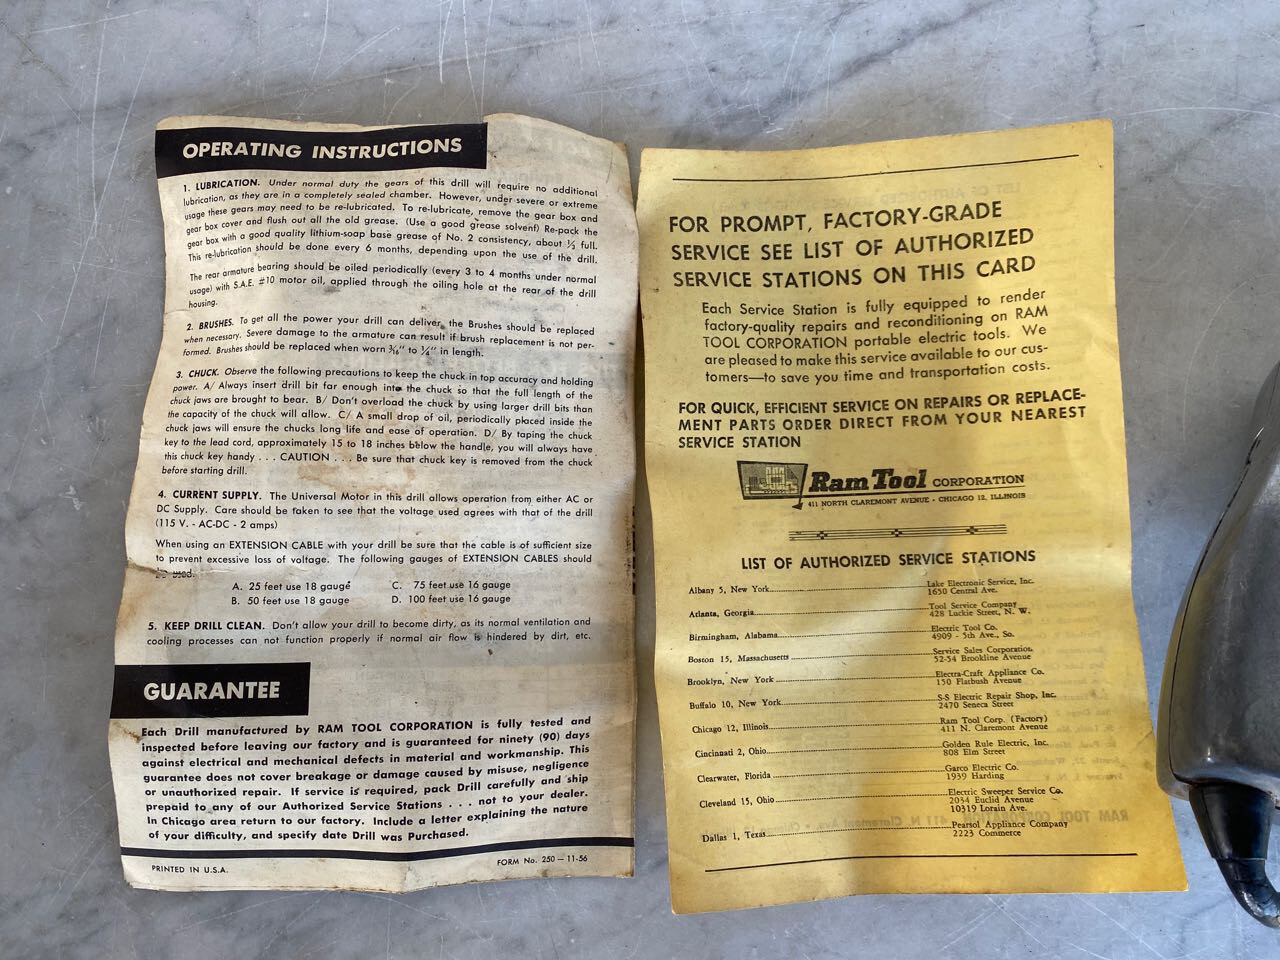 OPERATING INSTRUCTIONS
1. LUBRICATION. Under normal duty the gears of this drill will require no additional
lubrication, as they are in a completely sealed chamber. However, under severe or extreme
usage these gears may need to be re-lubricated. To re-lubricate, remove the gear box and
gear box cover and flush out all the old grease. (Use a good grease solvent) Re-pack the
gear box with a good quality lithium-soap base grease of No. 2 consistency, about ½ full.
This re-lubrication should be done every 6 months, depending upon the use of the drill.
The rear armature bearing should be oiled periodically (every 3 to 4 months under normal
usage) with S.A.E. #10 motor oil, applied through the oiling hole at the rear of the drill
housing.
2. BRUSHES. To get all the power your drill can deliver, the Brushes should be replaced
when necessary. Severe damage to the armature can result if brush replacement is not per-
formed. Brushes should be replaced when worn 3/16" to 1/4" in length.
3. CHUCK. Observe the following precautions to keep the chuck in top accuracy and holding
power. A/ Always insert drill bit far enough into the chuck so that the full length of the
chuck jaws are brought to bear. B/ Don't overload the chuck by using larger drill bits than
the capacity of the chuck will allow. C/ A small drop of oil, periodically placed inside the
chuck jaws will ensure the chucks long life and ease of operation. D/ By taping the chuck
key to the lead cord, approximately 15 to 18 inches below the handle, you will always have
this chuck key handy . . . CAUTION . . . Be sure that chuck key is removed from the chuck
before starting drill.
4. CURRENT SUPPLY. The Universal Motor in this drill allows operation from either AC or
DC Supply. Care should be taken to see that the voltage used agrees with that of the drill
(115 V. - AC-DC - 2 amps)
When using an EXTENSION CABLE with your drill be sure that the cable is of sufficient size
to prevent excessive loss of voltage. The following gauges of EXTENSION CABLES should
be used.
A. 25 feet use 18 gauge C. 75 feet use 16 gauge
B. 50 feet use 18 gauge D. 100 feet use 16 gauge
5. KEEP DRILL CLEAN. Don't allow your drill to become dirty, as its normal ventilation and
cooling processes can not function properly if normal air flow is hindered by dirt, etc.
GUARANTEE
Each Drill manufactured by RAM TOOL CORPORATION is fully tested and
inspected before leaving our factory and is guaranteed for ninety (90) days
against electrical and mechanical defects in material and workmanship. This
guarantee does not cover breakage or damage caused by misuse, negligence
or unauthorized repair. If service is required, pack Drill carefully and ship
prepaid to any of our Authorized Service Stations . . . not to your dealer.
In Chicago area return to our factory. Include a letter explaining the nature
of your difficulty, and specify date Drill was Purchased.
PRINTED IN U.S.A. FORM No. 250 — 11-56
FOR PROMPT, FACTORY-GRADE
SERVICE SEE LIST OF AUTHORIZED
SERVICE STATIONS ON THIS CARD
Each Service Station is fully equipped to render
factory-quality repairs and reconditioning on RAM
TOOL CORPORATION portable electric tools. We
are pleased to make this service available to our cus-
tomers—to save you time and transportation costs.
FOR QUICK, EFFICIENT SERVICE ON REPAIRS OR REPLACE-
MENT PARTS ORDER DIRECT FROM YOUR NEAREST
SERVICE STATION
Ram Tool CORPORATION
411 NORTH CLAREMONT AVENUE • CHICAGO 12, ILLINOIS
LIST OF AUTHORIZED SERVICE STATIONS
Albany 5, New York Lake Electronic Service, Inc.
1650 Central Ave.
Atlanta, Georgia Tool Service Company
428 Luckie Street, N. W.
Birmingham, Alabama Electric Tool Co.
4909 - 5th Ave., So.
Boston 15, Massachusetts Service Sales Corporation
52-54 Brookline Avenue
Brooklyn, New York Electra-Craft Appliance Co.
150 Flatbush Avenue
Buffalo 10, New York S-S Electric Repair Shop, Inc.
2470 Seneca Street
Chicago 12, Illinois Ram Tool Corp. (Factory)
411 N. Claremont Avenue
Cincinnati 2, Ohio Golden Rule Electric, Inc.
808 Elm Street
Clearwater, Florida Garco Electric Co.
1939 Harding
Cleveland 15, Ohio Electric Sweeper Service Co.
2034 Euclid Avenue
10319 Lorain Ave.
Dallas 1, Texas Pearsol Appliance Company
2223 Commerce